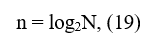 n = log₂N, (19)